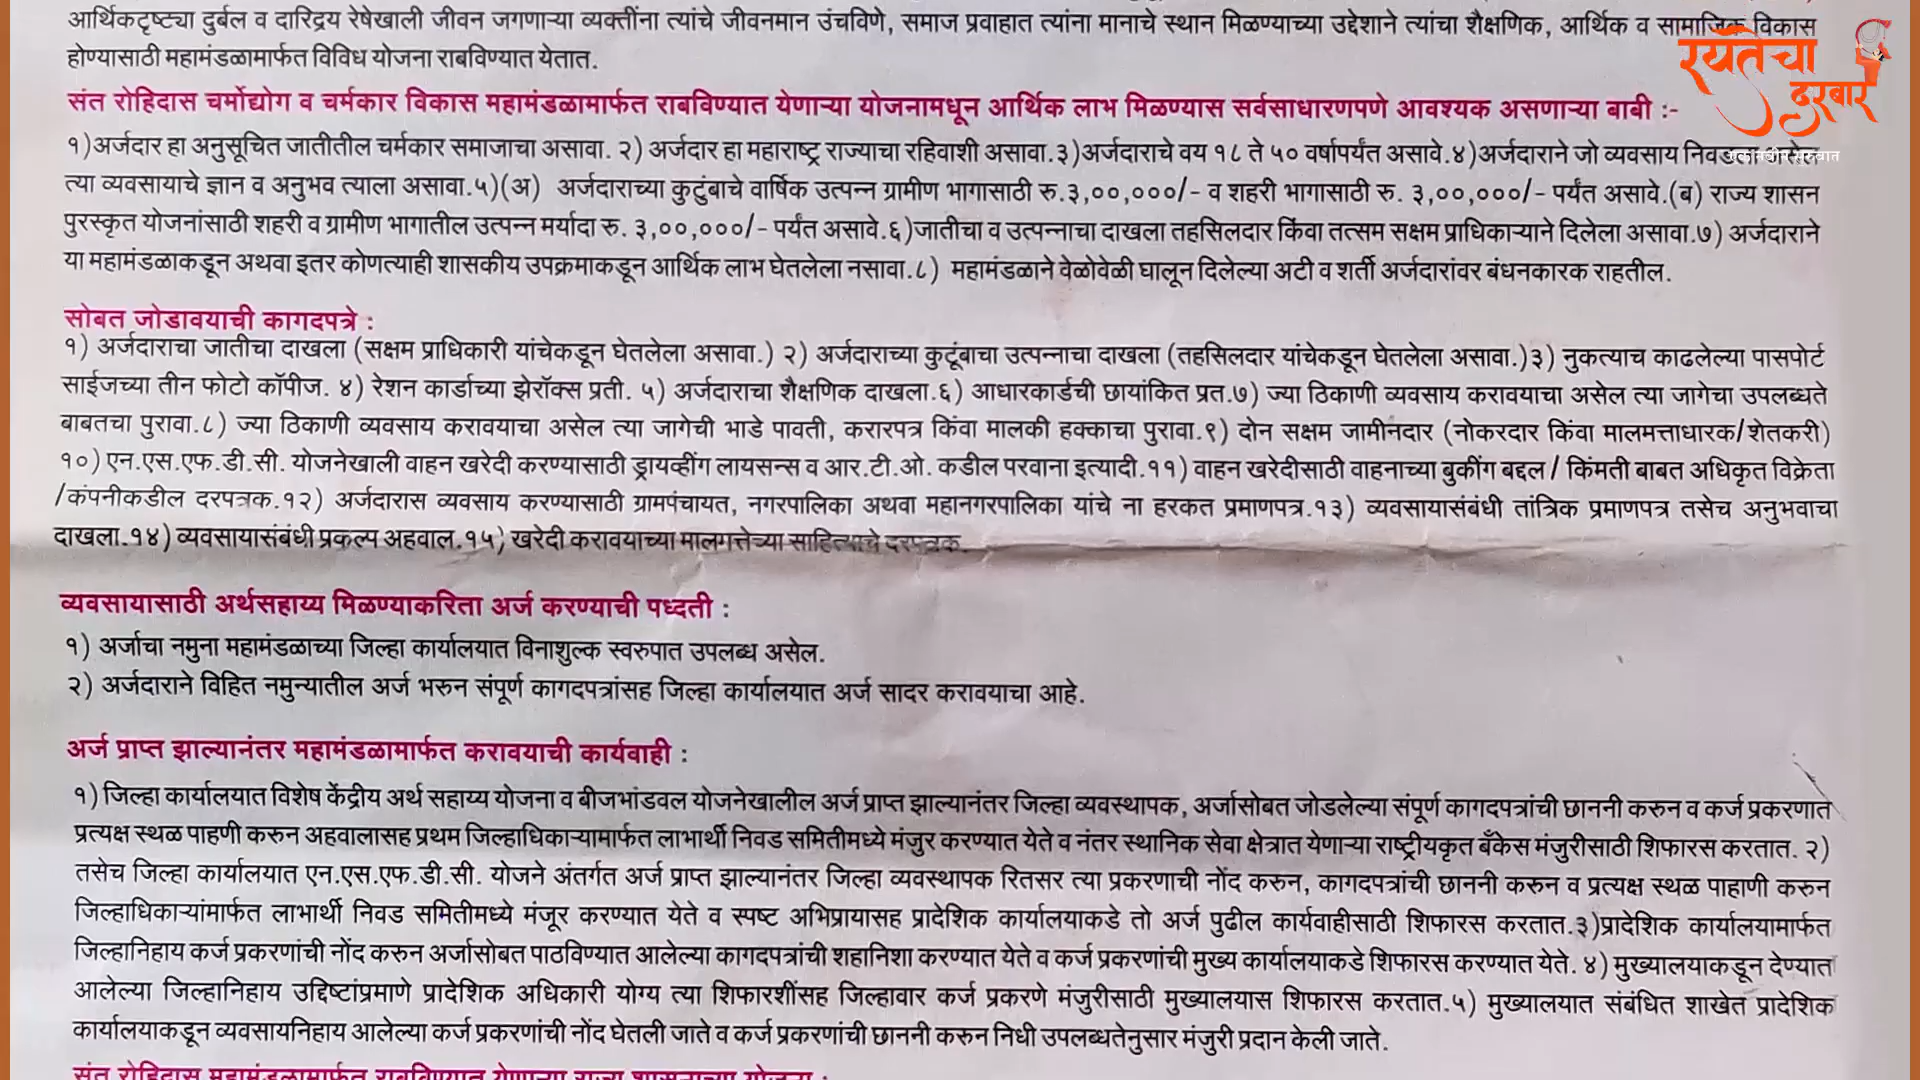 आर्थिकदृष्ट्या दुर्बल व दारिद्रय रेषेखाली जीवन जगणाऱ्या व्यक्तींना त्यांचे जीवनमान उंचविणे, समाज प्रवाहात त्यांना मानाचे स्थान मिळण्याच्या उद्देशाने त्यांचा शैक्षणिक, आर्थिक व सामाजिक विकास
होण्यासाठी महामंडळामार्फत विविध योजना राबविण्यात येतात.
रयतेचा
दरबार
संत रोहिदास चर्मोद्योग व चर्मकार विकास महामंडळामार्फत राबविण्यात येणाऱ्या योजनामधून आर्थिक लाभ मिळण्यास सर्वसाधारणपणे आवश्यक असणाऱ्या बाबी :-
१)अर्जदार हा अनुसूचित जातीतील चर्मकार समाजाचा असावा. २) अर्जदार हा महाराष्ट्र राज्याचा रहिवाशी असावा.३)अर्जदाराचे वय १८ ते ५० वर्षापर्यंत असावे.४)अर्जदाराने जो व्यवसाय निवडला असेल
त्या व्यवसायाचे ज्ञान व अनुभव त्याला असावा.५)(अ) अर्जदाराच्या कुटुंबाचे वार्षिक उत्पन्न ग्रामीण भागासाठी रु.३,००,०००/- व शहरी भागासाठी रु. ३,००,०००/- पर्यंत असावे.(ब) राज्य शासन
पुरस्कृत योजनांसाठी शहरी व ग्रामीण भागातील उत्पन्न मर्यादा रु. ३,००,०००/- पर्यंत असावे.६)जातीचा व उत्पन्नाचा दाखला तहसिलदार किंवा तत्सम सक्षम प्राधिकाऱ्याने दिलेला असावा.७) अर्जदाराने
या महामंडळाकडून अथवा इतर कोणत्याही शासकीय उपक्रमाकडून आर्थिक लाभ घेतलेला नसावा.८) महामंडळाने वेळोवेळी घालून दिलेल्या अटी व शर्ती अर्जदारांवर बंधनकारक राहतील.
सोबत जोडावयाची कागदपत्रे :
१) अर्जदाराचा जातीचा दाखला (सक्षम प्राधिकारी यांचेकडून घेतलेला असावा.) २) अर्जदाराच्या कुटूंबाचा उत्पन्नाचा दाखला (तहसिलदार यांचेकडून घेतलेला असावा.)३) नुकत्याच काढलेल्या पासपोर्ट
साईजच्या तीन फोटो कॉपीज. ४) रेशन कार्डाच्या झेरॉक्स प्रती. ५) अर्जदाराचा शैक्षणिक दाखला.६) आधारकार्डची छायांकित प्रत.७) ज्या ठिकाणी व्यवसाय करावयाचा असेल त्या जागेचा उपलब्धते
बाबतचा पुरावा.८) ज्या ठिकाणी व्यवसाय करावयाचा असेल त्या जागेची भाडे पावती, करारपत्र किंवा मालकी हक्काचा पुरावा.९) दोन सक्षम जामीनदार (नोकरदार किंवा मालमत्ताधारक/शेतकरी)
१०) एन.एस.एफ.डी.सी. योजनेखाली वाहन खरेदी करण्यासाठी ड्रायव्हींग लायसन्स व आर.टी.ओ. कडील परवाना इत्यादी.११) वाहन खरेदीसाठी वाहनाच्या बुकींग बद्दल / किंमती बाबत अधिकृत विक्रेता
/कंपनीकडील दरपत्रक.१२) अर्जदारास व्यवसाय करण्यासाठी ग्रामपंचायत, नगरपालिका अथवा महानगरपालिका यांचे ना हरकत प्रमाणपत्र.१३) व्यवसायासंबंधी तांत्रिक प्रमाणपत्र तसेच अनुभवाचा
दाखला.१४) व्यवसायासंबंधी प्रकल्प अहवाल.१५) खरेदी करावयाच्या मालगत्तेच्या साहित्याचे दरपत्रक.
व्यवसायासाठी अर्थसहाय्य मिळण्याकरिता अर्ज करण्याची पध्दती :
१) अर्जाचा नमुना महामंडळाच्या जिल्हा कार्यालयात विनाशुल्क स्वरुपात उपलब्ध असेल.
२) अर्जदाराने विहित नमुन्यातील अर्ज भरुन संपूर्ण कागदपत्रांसह जिल्हा कार्यालयात अर्ज सादर करावयाचा आहे.
अर्ज प्राप्त झाल्यानंतर महामंडळामार्फत करावयाची कार्यवाही :
१) जिल्हा कार्यालयात विशेष केंद्रीय अर्थ सहाय्य योजना व बीजभांडवल योजनेखालील अर्ज प्राप्त झाल्यानंतर जिल्हा व्यवस्थापक, अर्जासोबत जोडलेल्या संपूर्ण कागदपत्रांची छाननी करुन व कर्ज प्रकरणात
प्रत्यक्ष स्थळ पाहणी करुन अहवालासह प्रथम जिल्हाधिकाऱ्यामार्फत लाभार्थी निवड समितीमध्ये मंजुर करण्यात येते व नंतर स्थानिक सेवा क्षेत्रात येणाऱ्या राष्ट्रीयकृत बँकेस मंजुरीसाठी शिफारस करतात. २)
तसेच जिल्हा कार्यालयात एन.एस.एफ.डी.सी. योजने अंतर्गत अर्ज प्राप्त झाल्यानंतर जिल्हा व्यवस्थापक रितसर त्या प्रकरणाची नोंद करुन, कागदपत्रांची छाननी करुन व प्रत्यक्ष स्थळ पाहाणी करुन
जिल्हाधिकाऱ्यांमार्फत लाभार्थी निवड समितीमध्ये मंजूर करण्यात येते व स्पष्ट अभिप्रायासह प्रादेशिक कार्यालयाकडे तो अर्ज पुढील कार्यवाहीसाठी शिफारस करतात.३)प्रादेशिक कार्यालयामार्फत
जिल्हानिहाय कर्ज प्रकरणांची नोंद करुन अर्जासोबत पाठविण्यात आलेल्या कागदपत्रांची शहानिशा करण्यात येते व कर्ज प्रकरणांची मुख्य कार्यालयाकडे शिफारस करण्यात येते. ४) मुख्यालयाकडून देण्यात
आलेल्या जिल्हानिहाय उद्दिष्टांप्रमाणे प्रादेशिक अधिकारी योग्य त्या शिफारशींसह जिल्हावार कर्ज प्रकरणे मंजुरीसाठी मुख्यालयास शिफारस करतात.५) मुख्यालयात संबंधित शाखेत प्रादेशिक
कार्यालयाकडून व्यवसायनिहाय आलेल्या कर्ज प्रकरणांची नोंद घेतली जाते व कर्ज प्रकरणांची छाननी करुन निधी उपलब्धतेनुसार मंजुरी प्रदान केली जाते.
संत रोहिदास महामंडळामार्फत राबविण्यात येणाऱ्या राज्य शासनाच्या योजना :